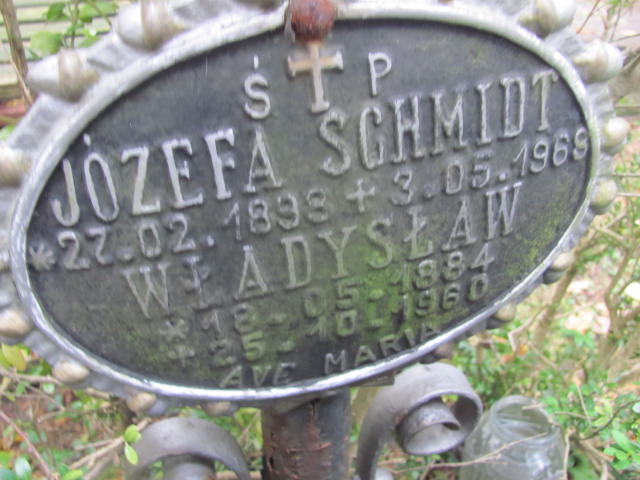 Ś † P
JÓZEFA SCHMIDT
*27.02.1898 + 3.05.1969
WŁADYSŁAW
* 18-05-1884
+ 25-10-1960
AVE MARIA